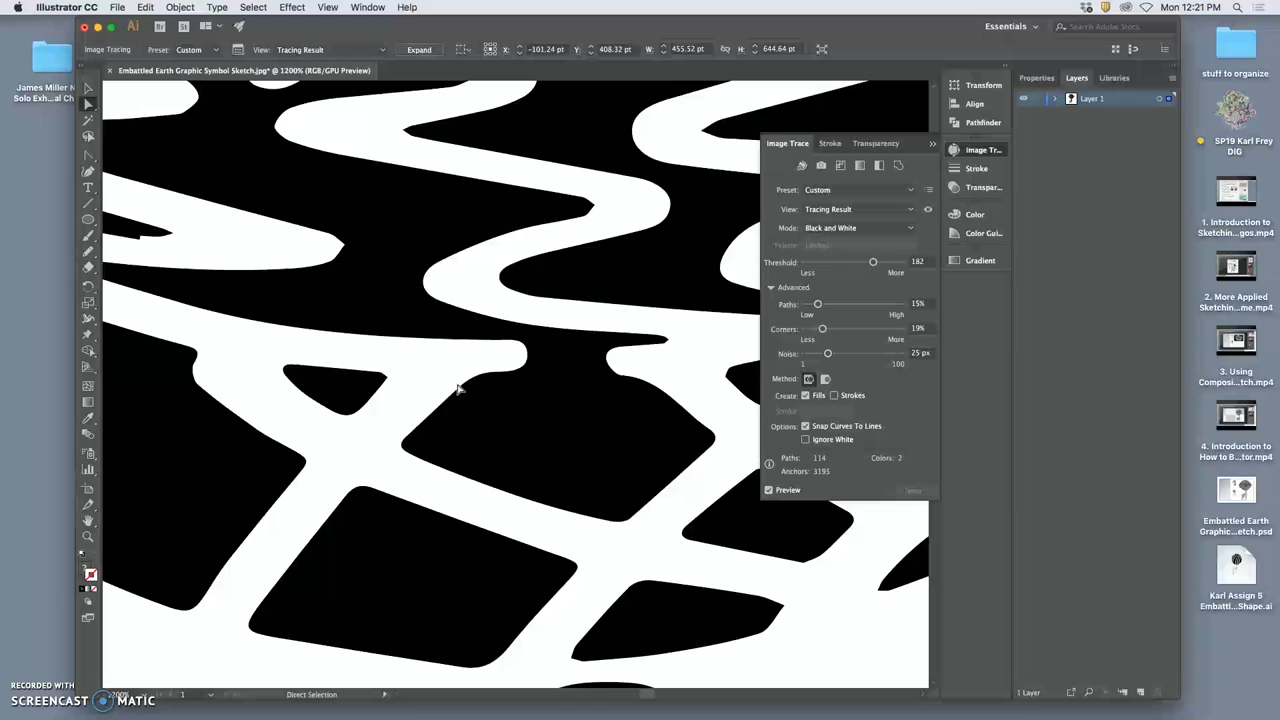 Illustrator CC File Edit Object Type Select Effect View Window Help
Mon 12:21 PM
Ai Br St Essentials Search Adobe Stock
Image Tracing Preset: Custom View: Tracing Result Expand X: -101.24 pt Y: 408.32 pt W: 455.52 pt H: 644.64 pt
× Embattled Earth Graphic Symbol Sketch.jpg* @ 1200% (RGB/GPU Preview)
James Miller N
Solo Exh...al Ch
Image Trace Stroke Transparency
Preset: Custom
View: Tracing Result
Mode: Black and White
Palette: Limited
Threshold: 182
Less More
Advanced
Paths: 15%
Low High
Corners: 19%
Less More
Noise: 25 px
1 100
Method:
Create: Fills Strokes
Stroke:
Options: Snap Curves To Lines
Ignore White
Paths: 114 Colors: 2
Anchors: 3195
Preview Trace
Transform
Align
Pathfinder
Image Tr...
Stroke
Transpar...
Color
Color Gui...
Gradient
Properties Layers Libraries
Layer 1
1 Layer
stuff to organize
SP19 Karl Frey
DIG
1. Introduction to
Sketchin...gos.mp4
2. More Applied
Sketchin...me.mp4
3. Using
Composi...tch.mp4
4. Introduction to
How to B...tor.mp4
Embattled Earth
Graphic...etch.psd
Karl Assign 5
Embattl...Shape.ai
1200% 1 Direct Selection
RECORDED WITH
SCREENCAST MATIC